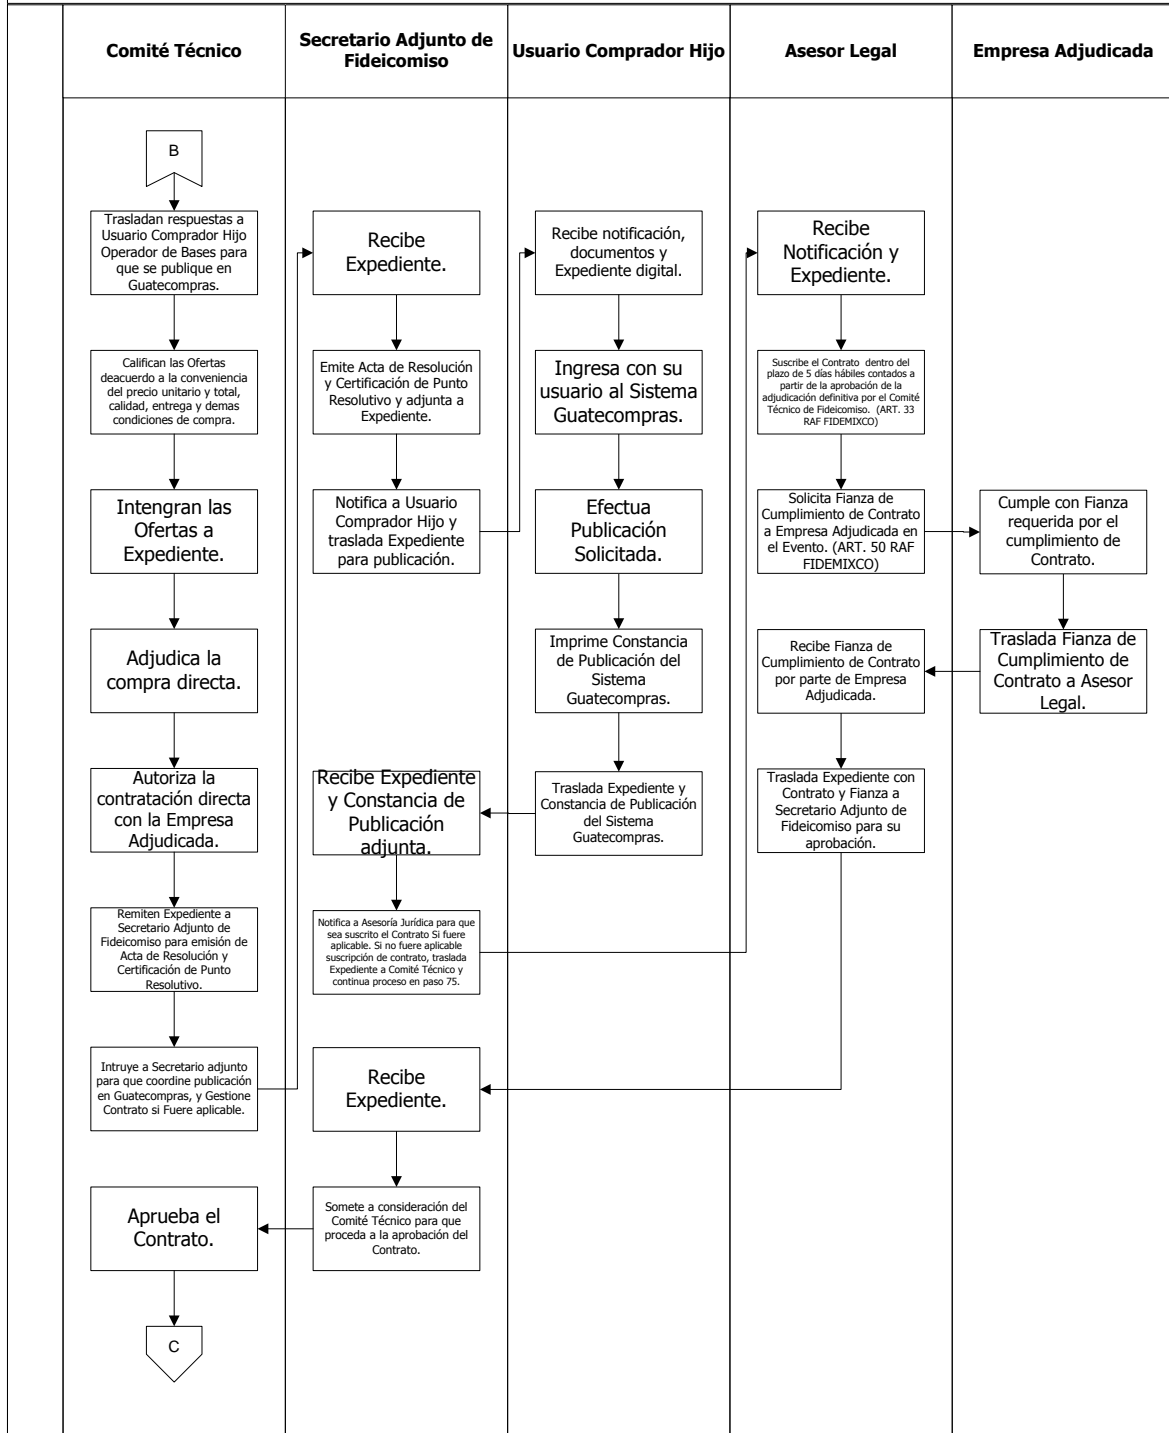 Comité Técnico
Secretario Adjunto de
Fideicomiso
Usuario Comprador Hijo
Asesor Legal
Empresa Adjudicada
B
Trasladan respuestas a
Usuario Comprador Hijo
Operador de Bases para
que se publique en
Guatecompras.
Califican las Ofertas
deacuerdo a la conveniencia
del precio unitario y total,
calidad, entrega y demas
condiciones de compra.
Intengran las
Ofertas a
Expediente.
Adjudica la
compra directa.
Autoriza la
contratación directa
con la Empresa
Adjudicada.
Remiten Expediente a
Secretario Adjunto de
Fideicomiso para emisión de
Acta de Resolución y
Certificación de Punto
Resolutivo.
Intruye a Secretario adjunto
para que coordine publicación
en Guatecompras, y Gestione
Contrato si Fuere aplicable.
Aprueba el
Contrato.
C
Recibe
Expediente.
Emite Acta de Resolución
y Certificación de Punto
Resolutivo y adjunta a
Expediente.
Notifica a Usuario
Comprador Hijo y
traslada Expediente
para publicación.
Recibe Expediente
y Constancia de
Publicación
adjunta.
Notifica a Asesoría Jurídica para que
sea suscrito el Contrato Si fuere
aplicable. Si no fuere aplicable
suscripción de contrato, traslada
Expediente a Comité Técnico y
continua proceso en paso 75.
Recibe
Expediente.
Somete a consideración del
Comité Técnico para que
proceda a la aprobación del
Contrato.
Recibe notificación,
documentos y
Expediente digital.
Ingresa con su
usuario al Sistema
Guatecompras.
Efectua
Publicación
Solicitada.
Imprime Constancia
de Publicación del
Sistema
Guatecompras.
Traslada Expediente y
Constancia de Publicación
del Sistema
Guatecompras.
Recibe
Notificación y
Expediente.
Suscribe el Contrato dentro del
plazo de 5 días hábiles contados a
partir de la aprobación de la
adjudicación definitiva por el Comité
Técnico de Fideicomiso. (ART. 33
RAF FIDEMIXCO)
Solicita Fianza de
Cumplimiento de Contrato
a Empresa Adjudicada en
el Evento. (ART. 50 RAF
FIDEMIXCO)
Recibe Fianza de
Cumplimiento de Contrato
por parte de Empresa
Adjudicada.
Traslada Expediente con
Contrato y Fianza a
Secretario Adjunto de
Fideicomiso para su
aprobación.
Cumple con Fianza
requerida por el
cumplimiento de
Contrato.
Traslada Fianza de
Cumplimiento de
Contrato a Asesor
Legal.